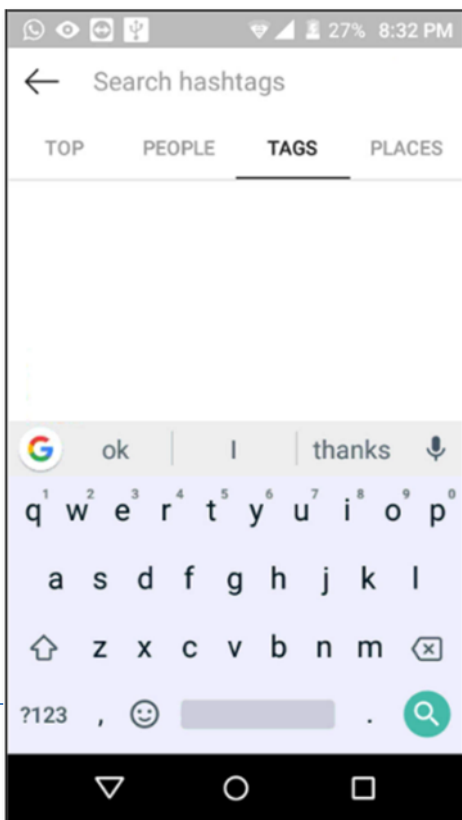 27% 8:32 PM
Search hashtags
TOP PEOPLE TAGS PLACES
G ok I thanks
1 2 3 4 5 6 7 8 9 0
q w e r t y u i o p
a s d f g h j k l
z x c v b n m
?123 , .